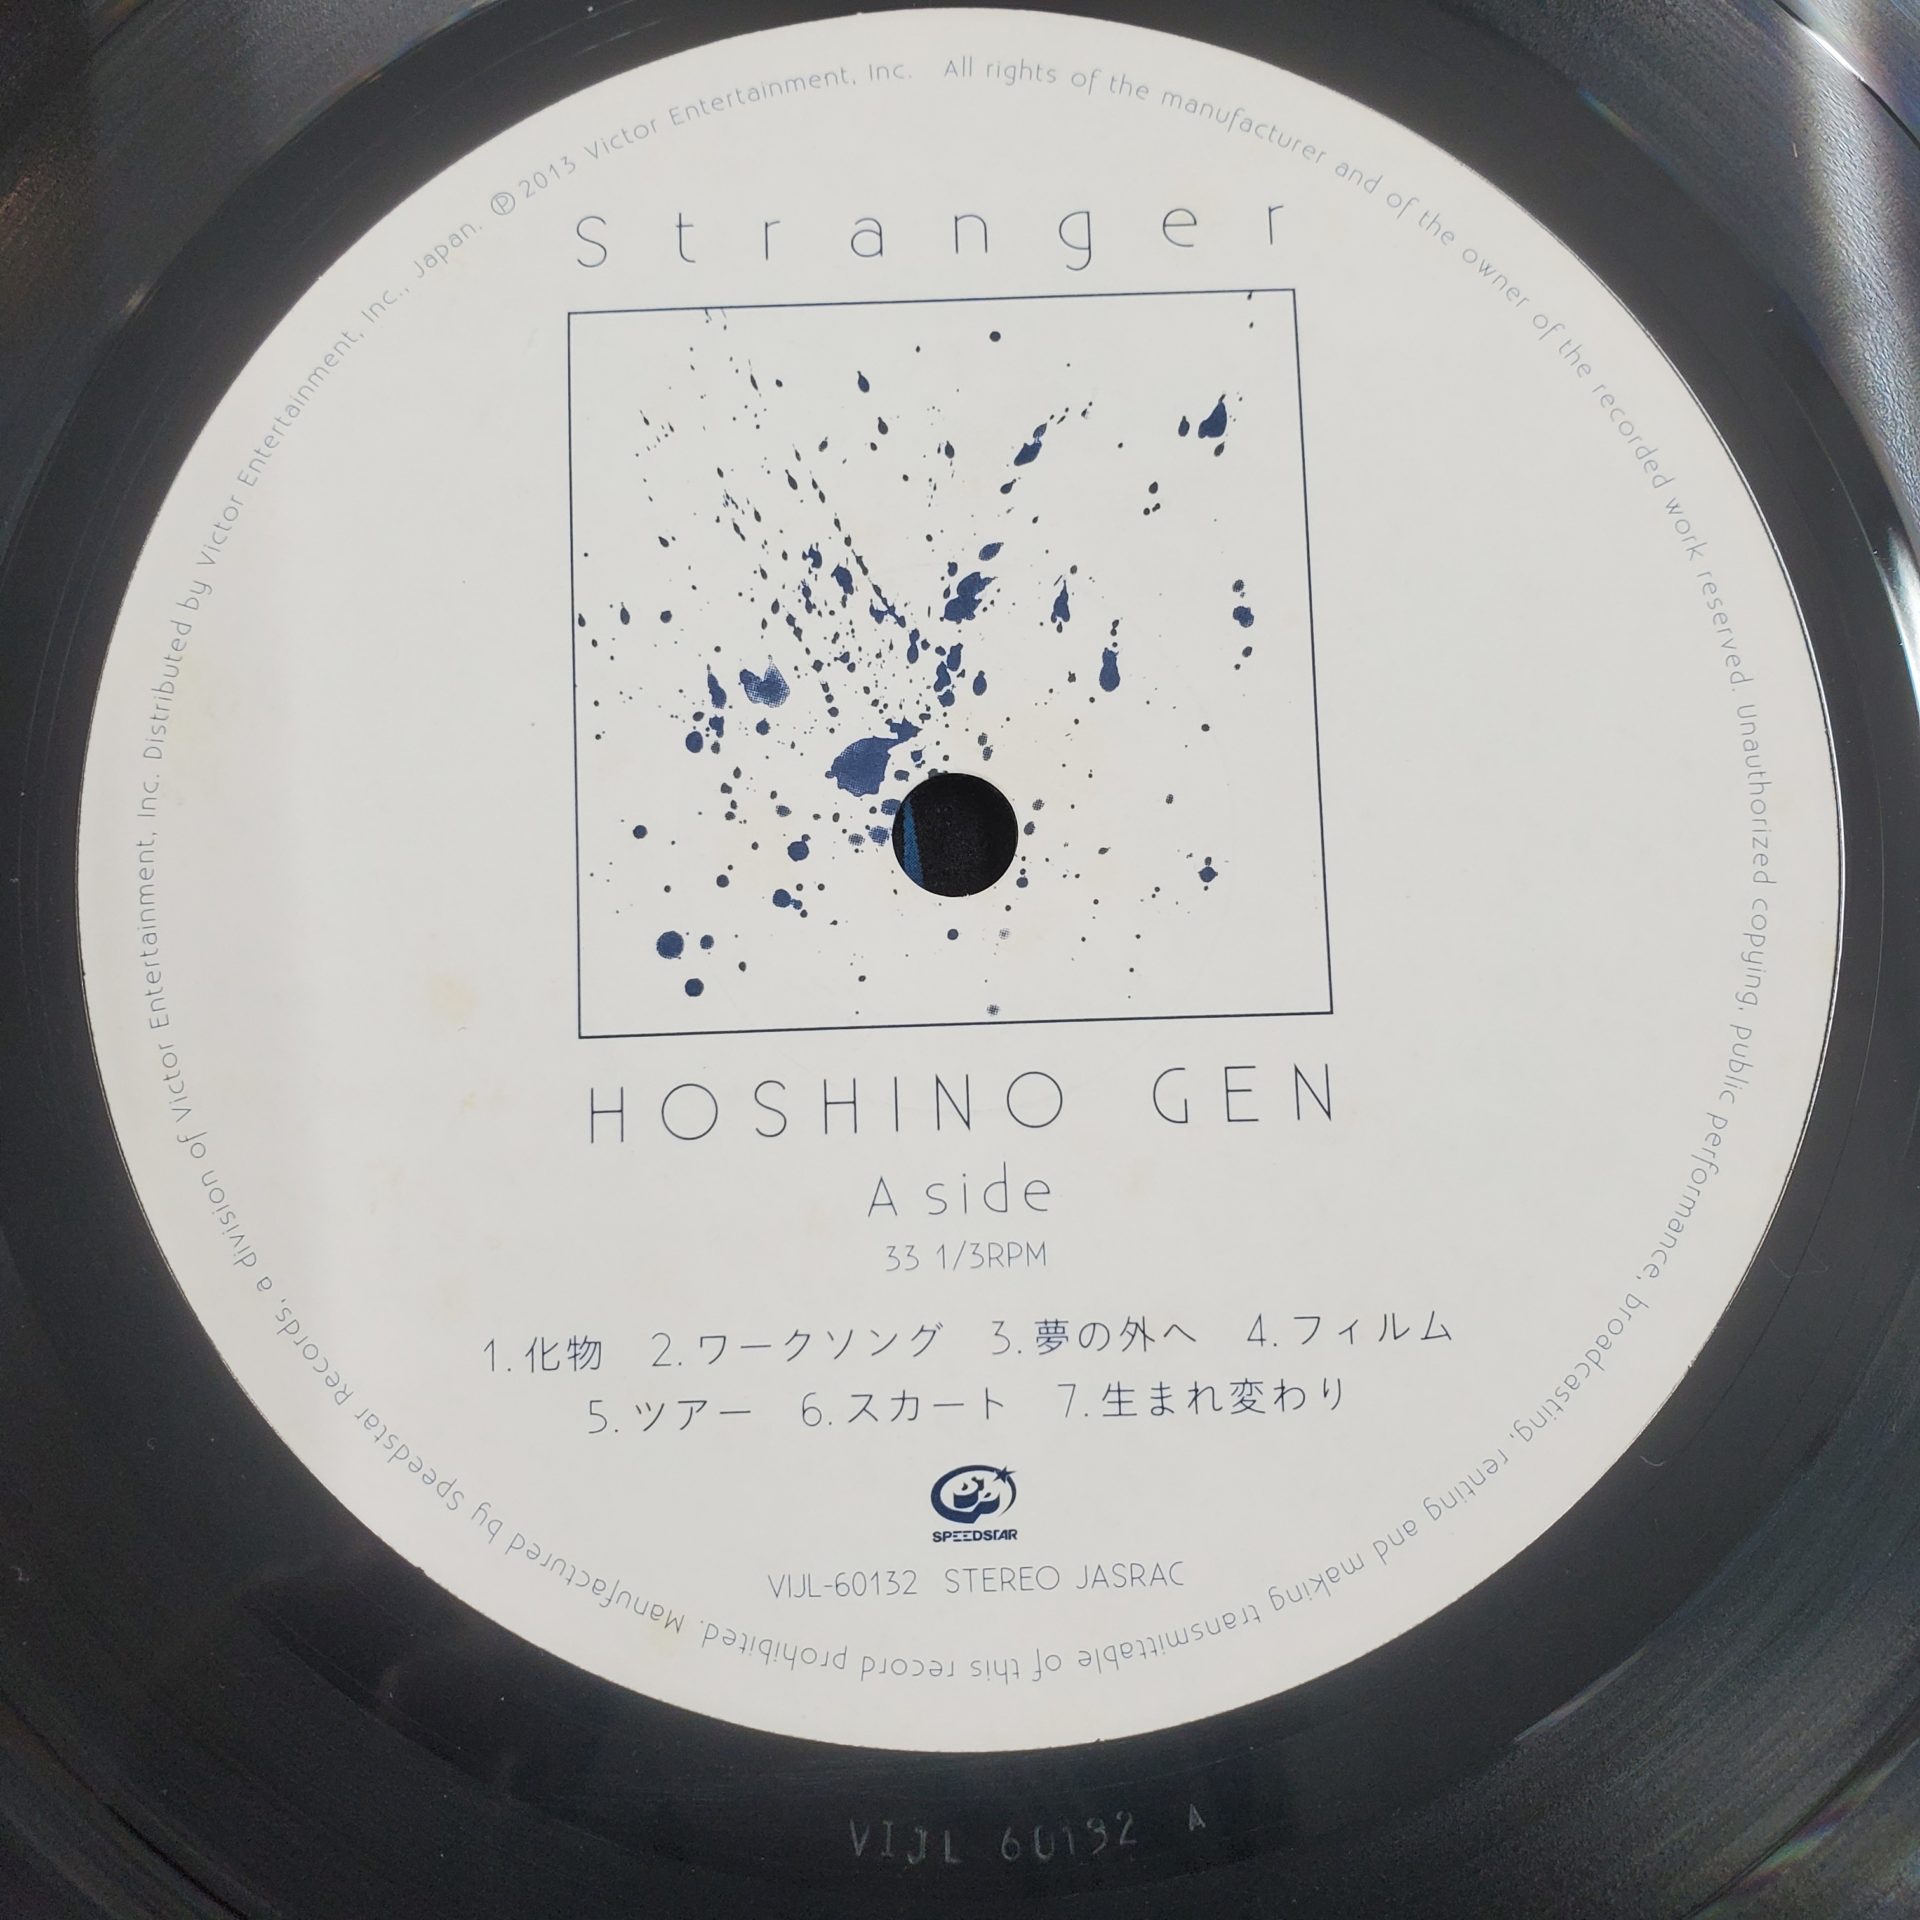 Stranger
HOSHINO GEN
A side
33 1/3RPM
1.化物 2.ワークソング 3.夢の外へ 4.フィルム
5.ツアー 6.スカート 7.生まれ変わり
SPEEDSTAR
VIJL-60132 STEREO JASRAC
Manufactured by Speedstar Records, a division of Victor Entertainment, Inc. Distributed by Victor Entertainment, Inc., Japan. Ⓟ2013 Victor Entertainment, Inc. All rights of the manufacturer and of the owner of the recorded work reserved. Unauthorized copying, public performance, broadcasting, renting and making transmittable of this record prohibited.
VIJL 60132 A